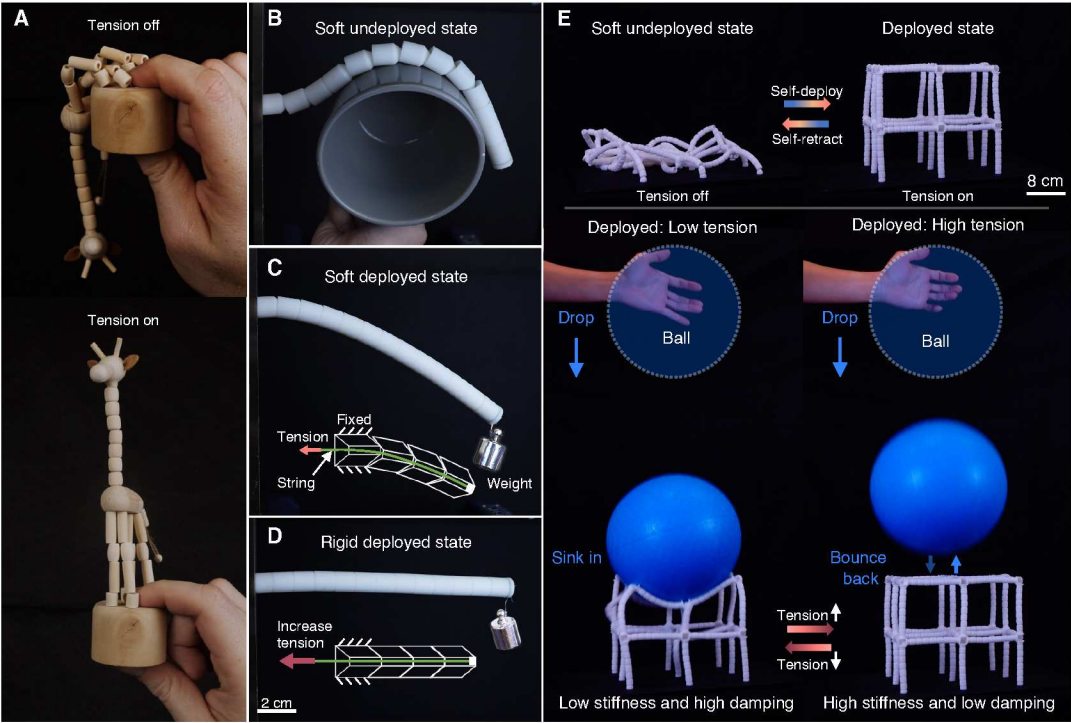 A
Tension off
Tension on
B
Soft undeployed state
C
Soft deployed state
Fixed
Tension
String
Weight
D
Rigid deployed state
Increase
tension
2 cm
E
Soft undeployed state
Deployed state
Self-deploy
Self-retract
8 cm
Tension off
Tension on
Deployed: Low tension
Deployed: High tension
Drop
Ball
Drop
Ball
Sink in
Bounce
back
Tension
Tension
Low stiffness and high damping
High stiffness and low damping